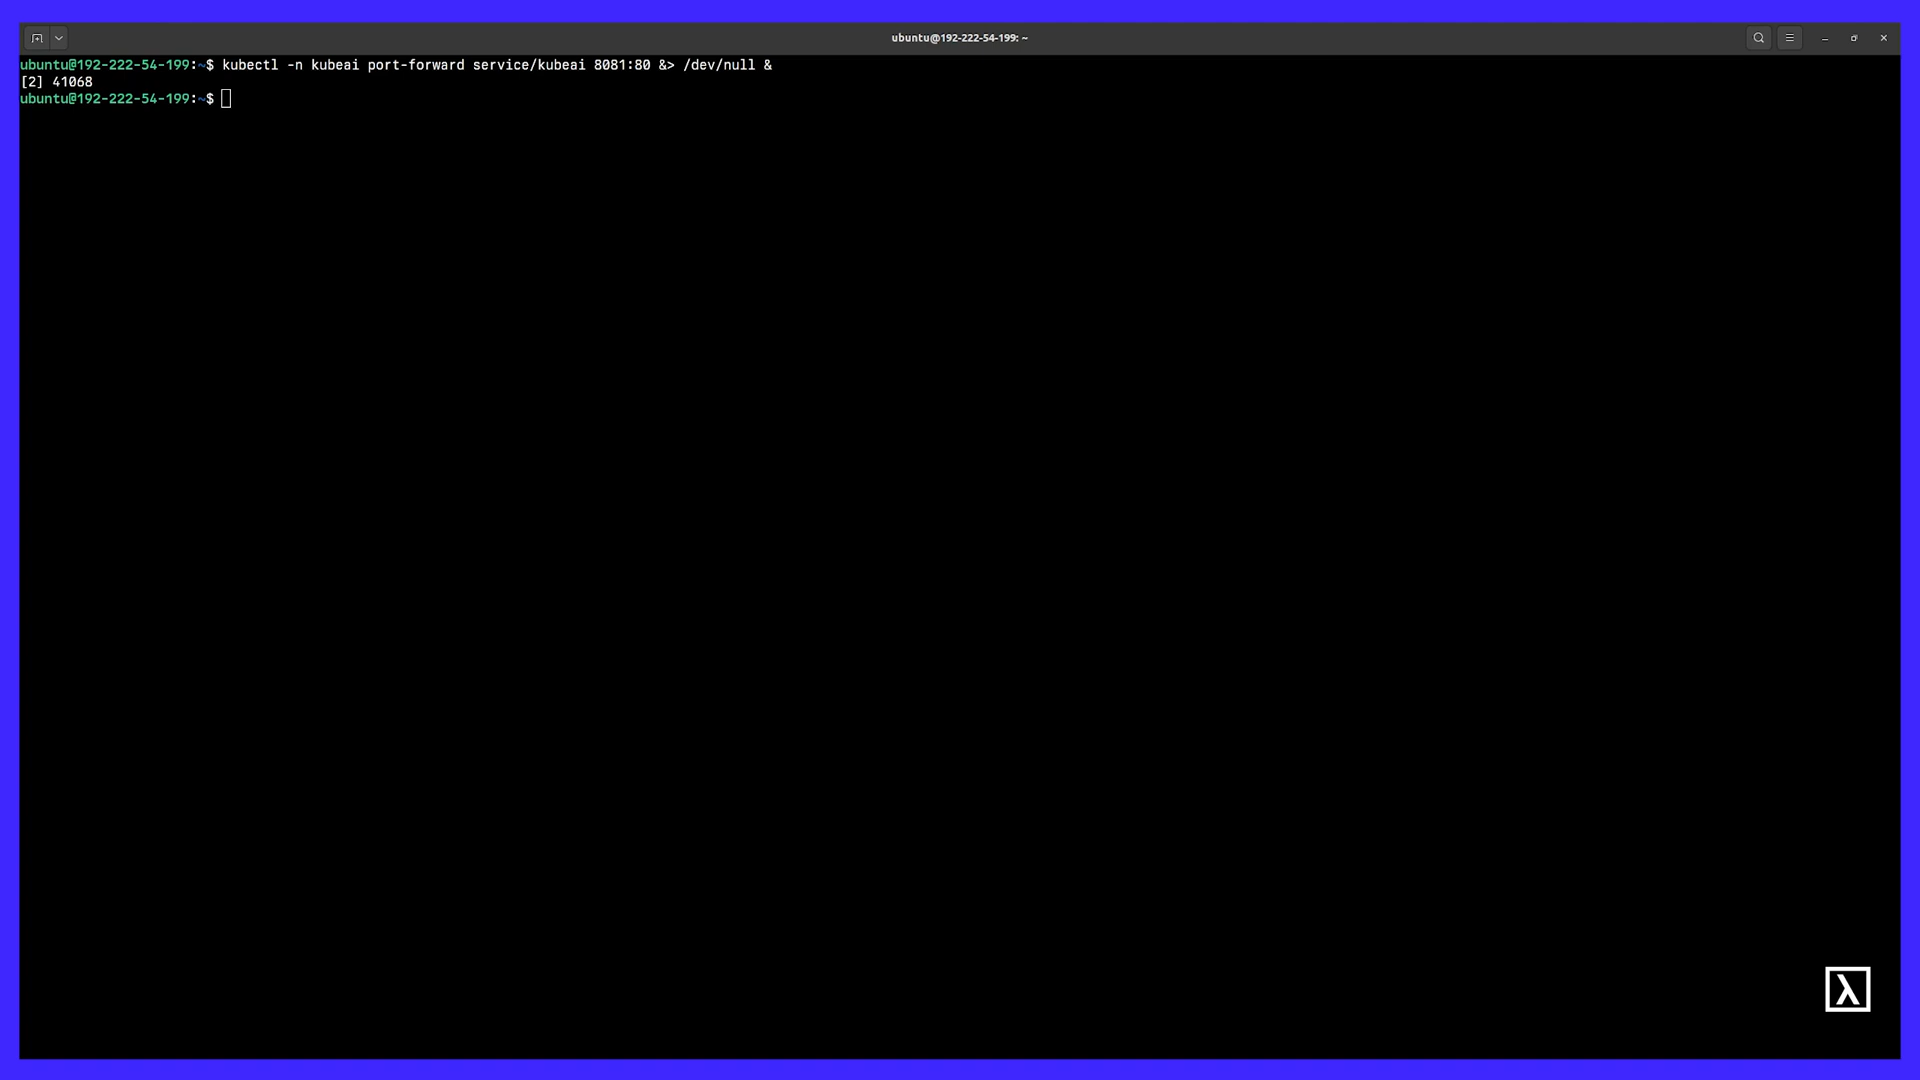 ubuntu@192-222-54-199: ~
ubuntu@192-222-54-199:~$ kubectl -n kubeai port-forward service/kubeai 8081:80 &> /dev/null &
[2] 41068
ubuntu@192-222-54-199:~$
λ